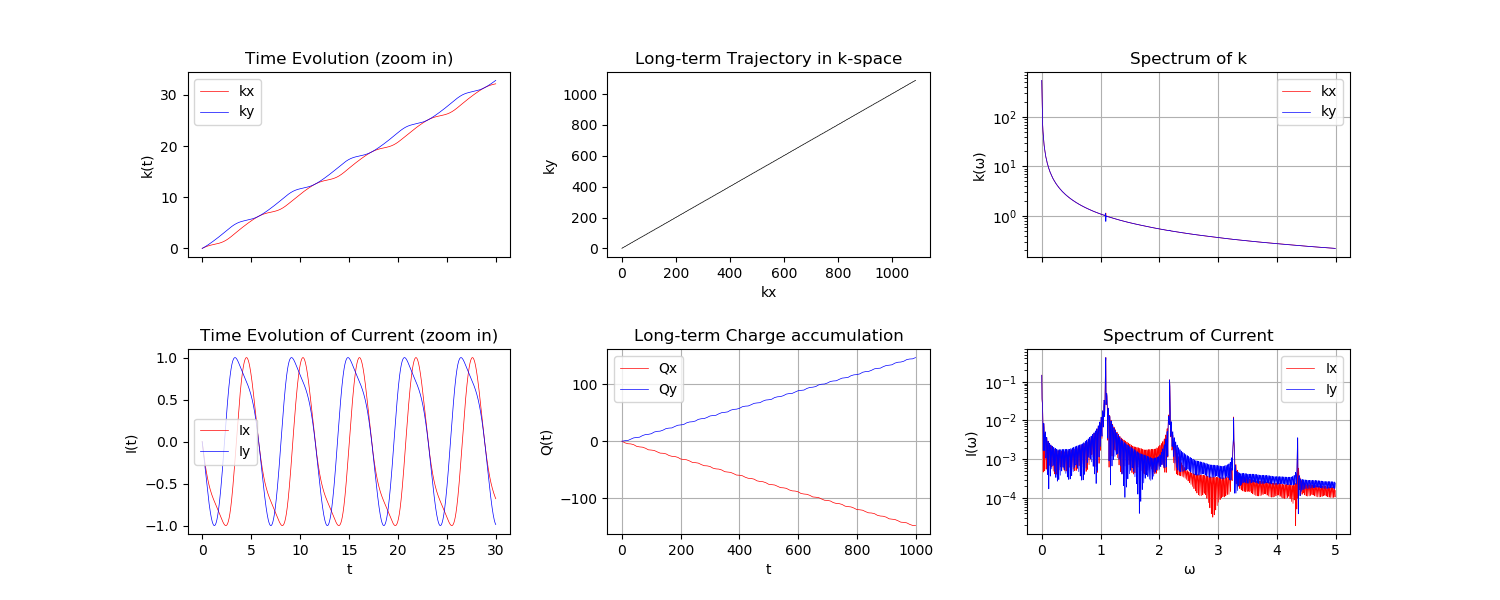 Time Evolution (zoom in)
k(t)
30
20
10
0
kx
ky
Long-term Trajectory in k-space
ky
1000
800
600
400
200
0
0 200 400 600 800 1000
kx
Spectrum of k
k(ω)
10²
10¹
10⁰
kx
ky
Time Evolution of Current (zoom in)
I(t)
1.0
0.5
0.0
−0.5
−1.0
Ix
Iy
0 5 10 15 20 25 30
t
Long-term Charge accumulation
Q(t)
100
0
−100
Qx
Qy
0 200 400 600 800 1000
t
Spectrum of Current
I(ω)
10⁻¹
10⁻²
10⁻³
10⁻⁴
Ix
Iy
0 1 2 3 4 5
ω